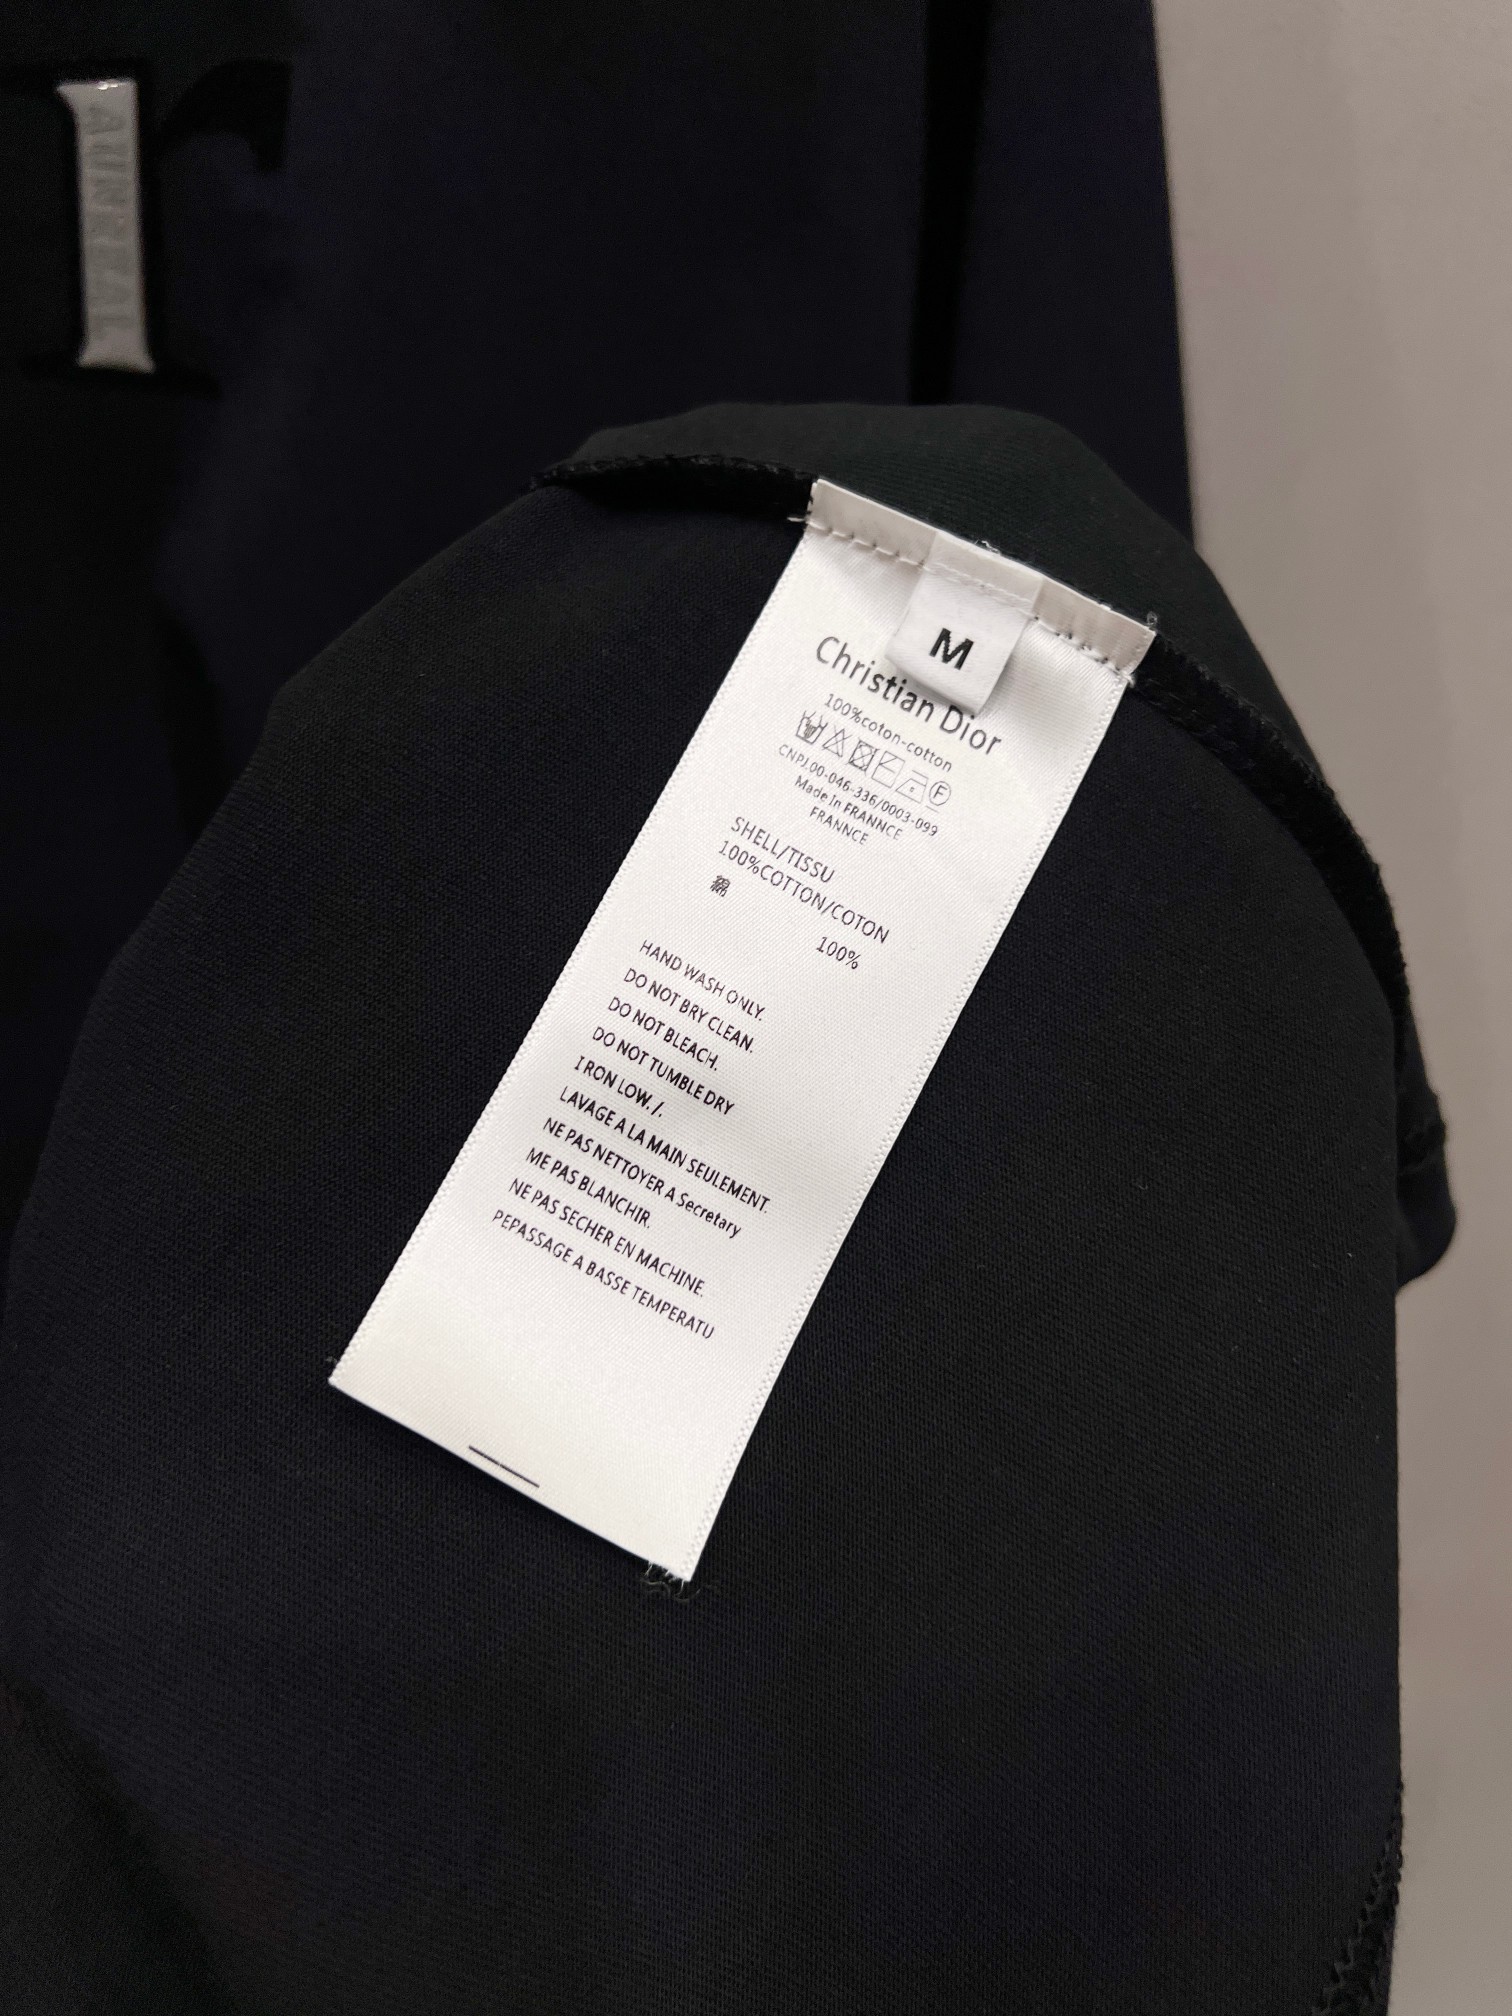 M
Christian Dior
100%coton-cotton
F
CNPJ.00-046-336/0003-099
Made In FRANNCE
FRANNCE
SHELL/TISSU
100%COTTON/COTON
綿
100%
HAND WASH ONLY.
DO NOT BRY CLEAN.
DO NOT BLEACH.
DO NOT TUMBLE DRY
I RON LOW. /.
LAVAGE A LA MAIN SEULEMENT.
NE PAS NETTOYER A Secretary
ME PAS BLANCHIR.
NE PAS SECHER EN MACHINE.
PEPASSAGE A BASSE TEMPERATU